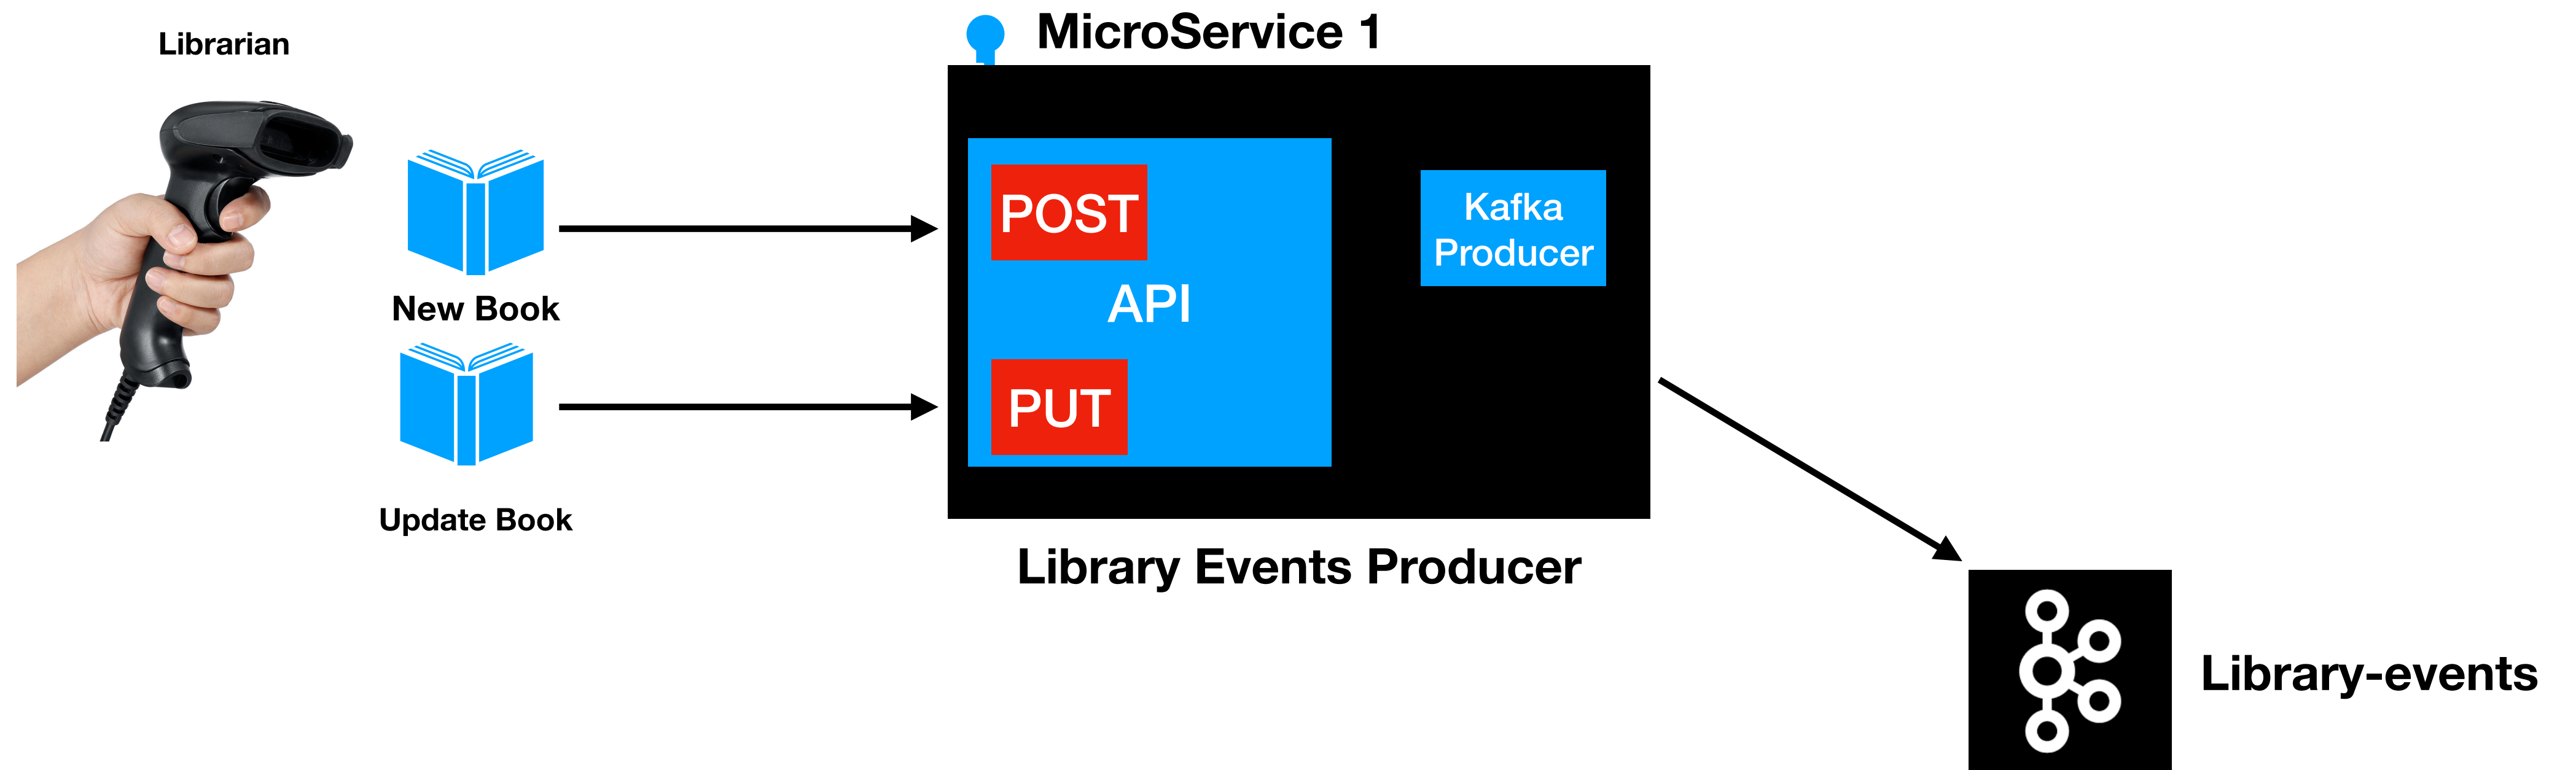 Librarian
New Book
Update Book
MicroService 1
POST
API
PUT
Kafka
Producer
Library Events Producer
Library-events